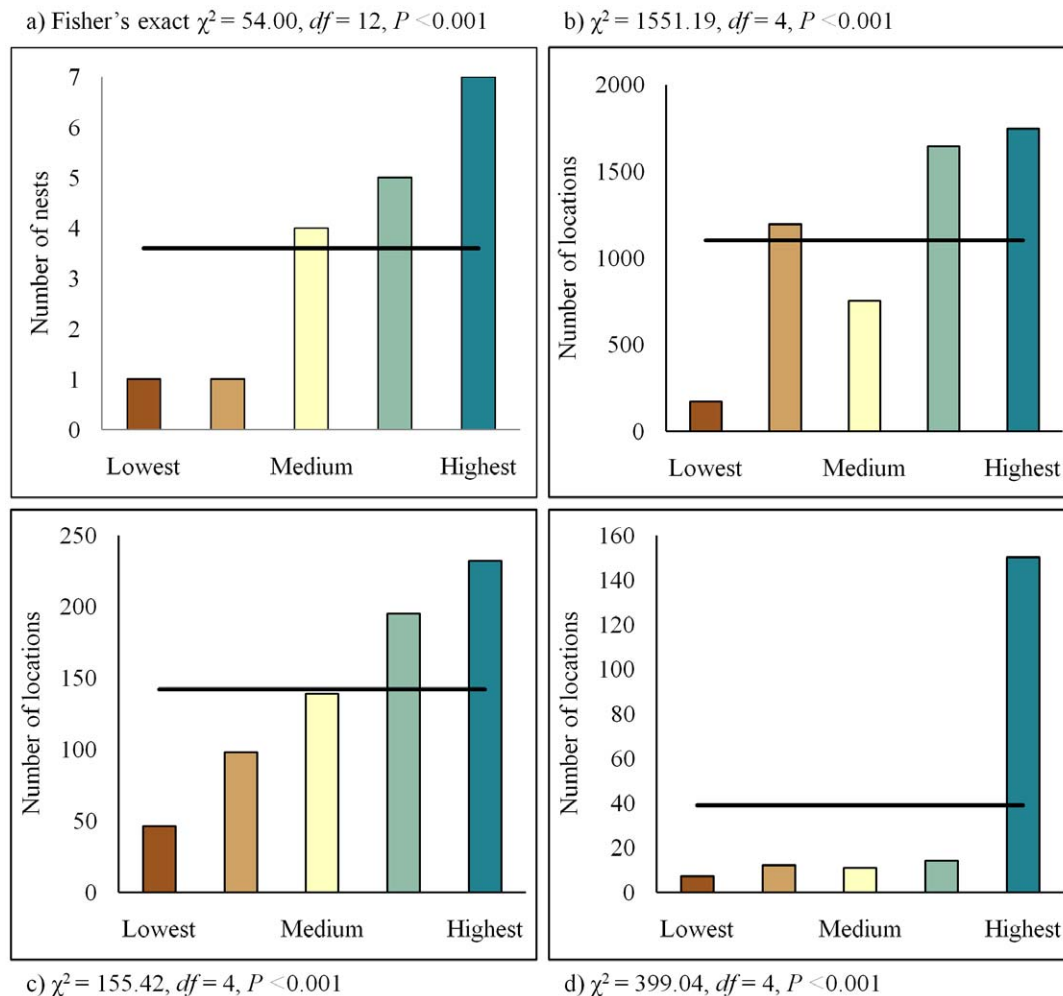 a) Fisher’s exact χ² = 54.00, df = 12, P <0.001
b) χ² = 1551.19, df = 4, P <0.001
Number of nests
7
6
5
4
3
2
1
0
Lowest Medium Highest
Number of locations
2000
1500
1000
500
0
Lowest Medium Highest
Number of locations
250
200
150
100
50
0
Lowest Medium Highest
Number of locations
160
140
120
100
80
60
40
20
0
Lowest Medium Highest
c) χ² = 155.42, df = 4, P <0.001
d) χ² = 399.04, df = 4, P <0.001